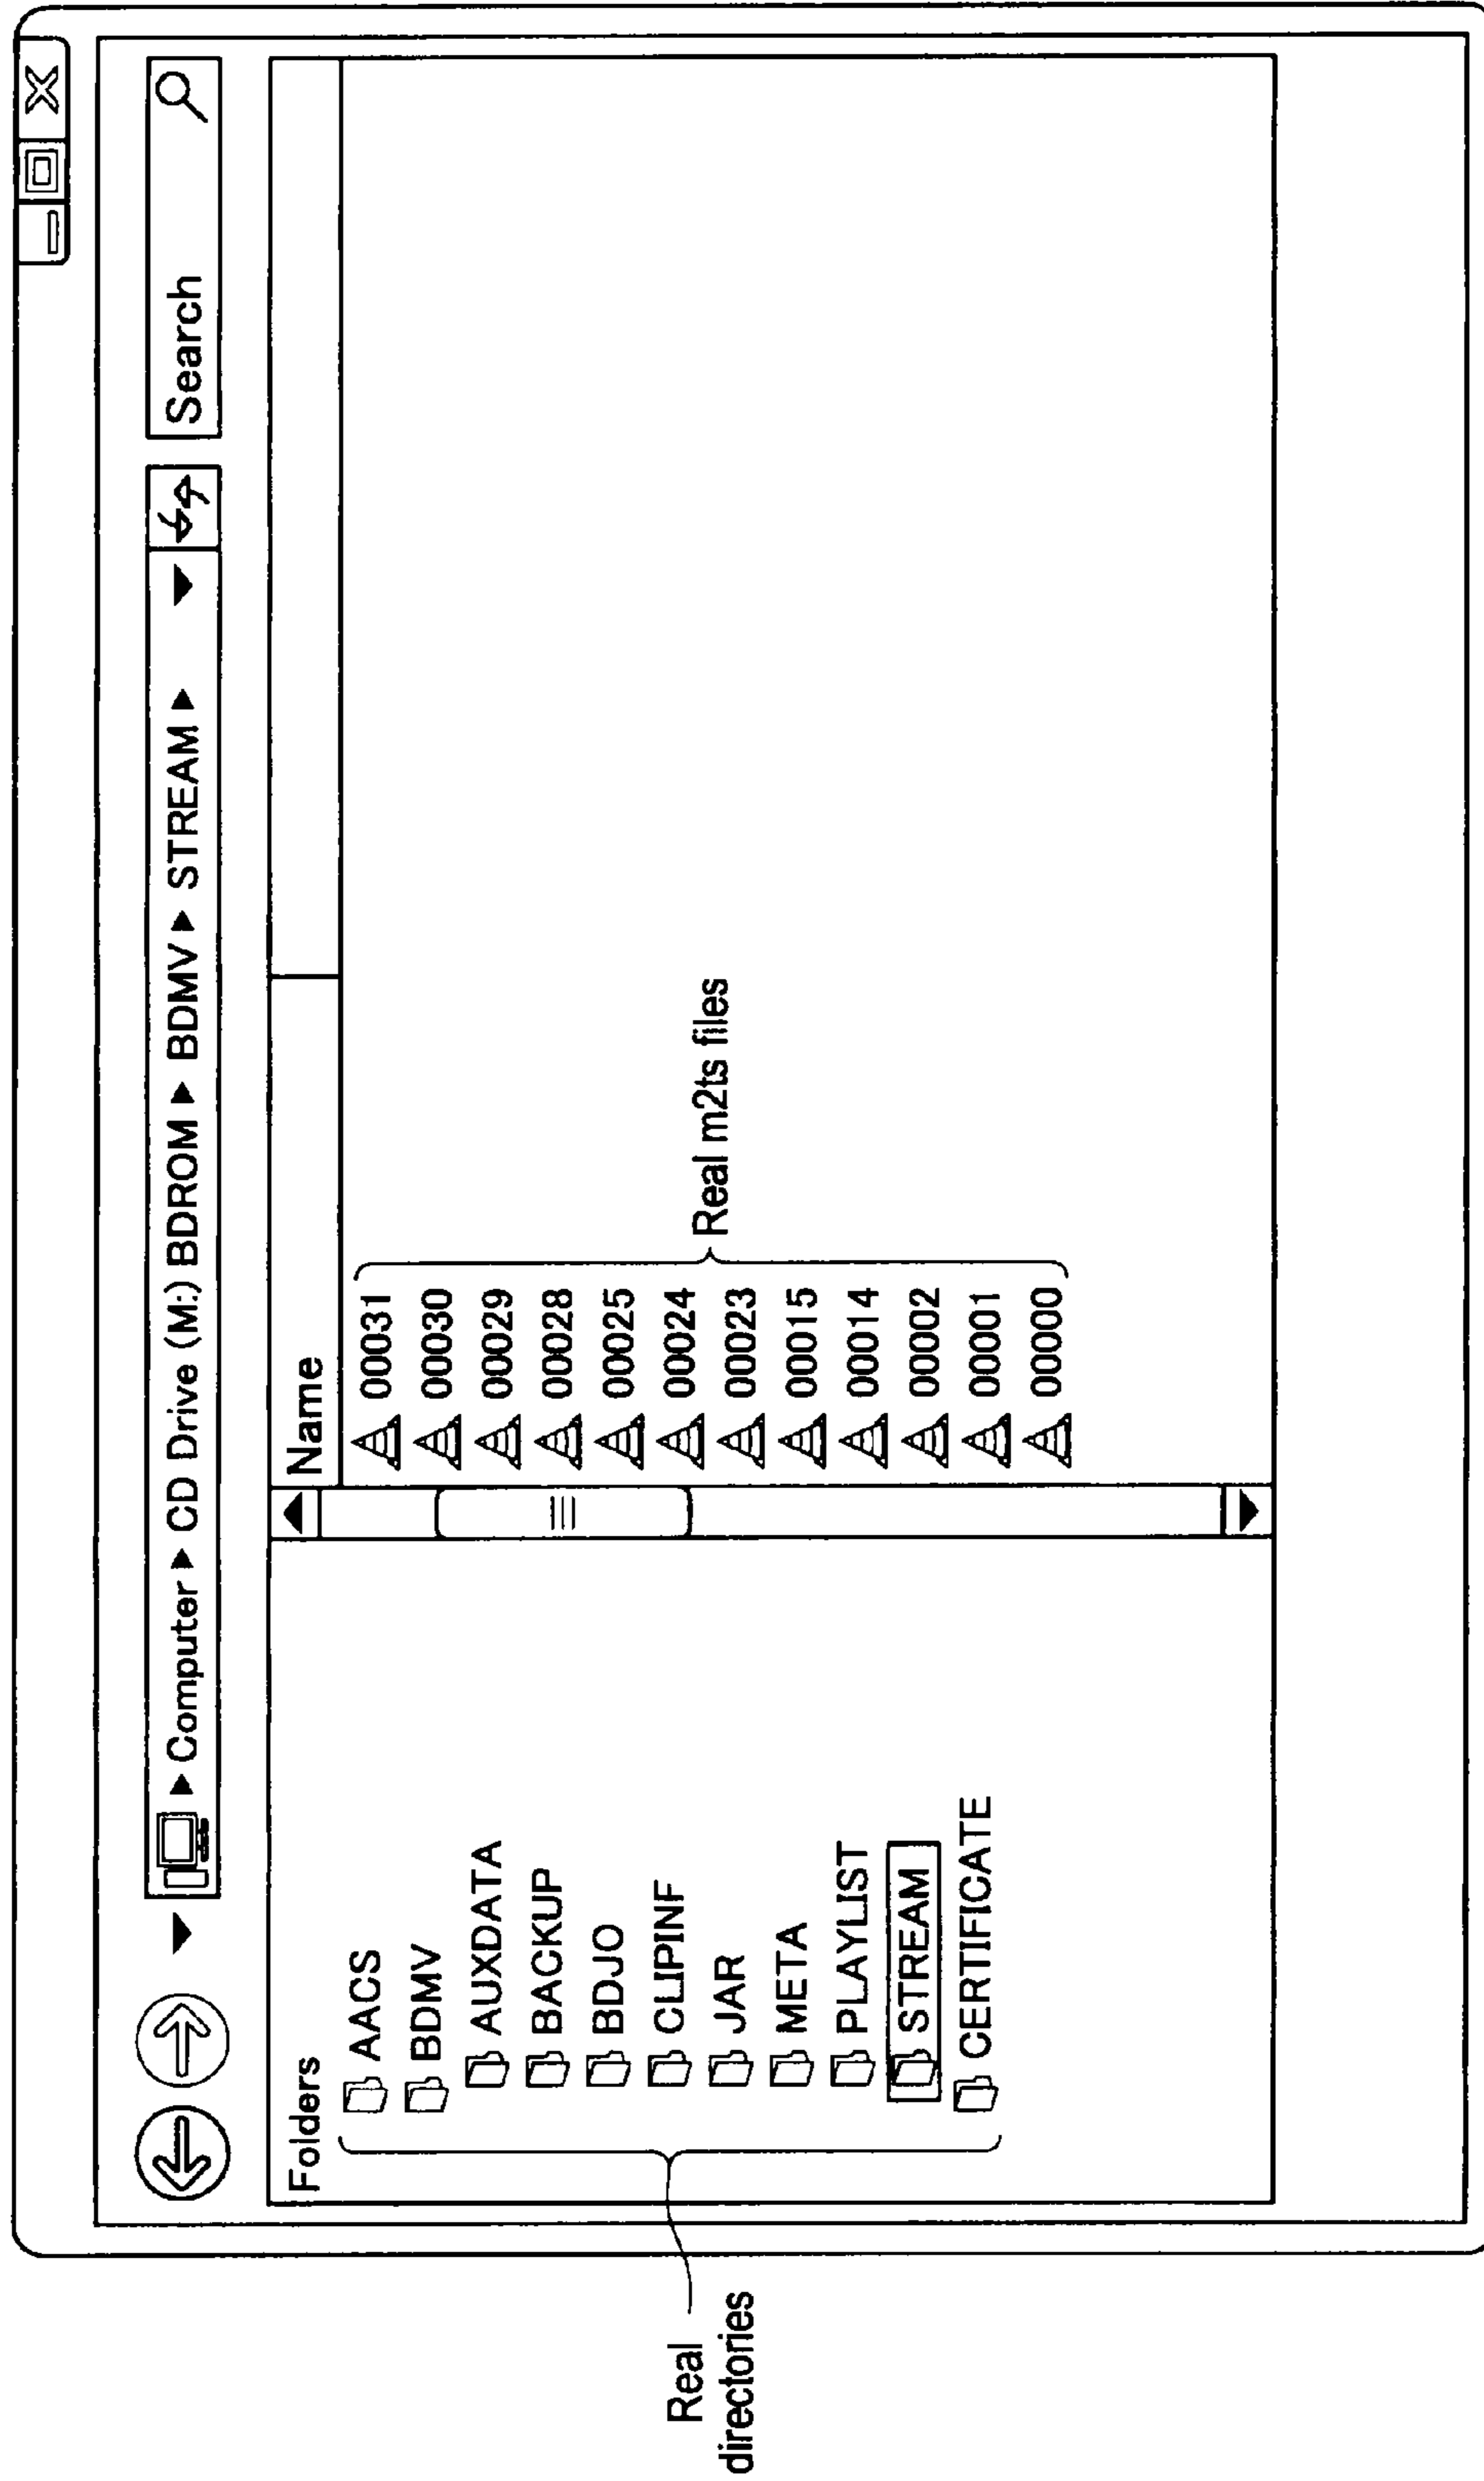 Computer ▶ CD Drive (M:) BDROM ▶ BDMV ▶ STREAM ▶
Search
Folders
AACS
BDMV
AUXDATA
BACKUP
BDJO
CLIPINF
JAR
META
PLAYLIST
STREAM
CERTIFICATE
Real
directories
Name
00031
00030
00029
00028
00025
00024
00023
00015
00014
00002
00001
00000
Real m2ts files